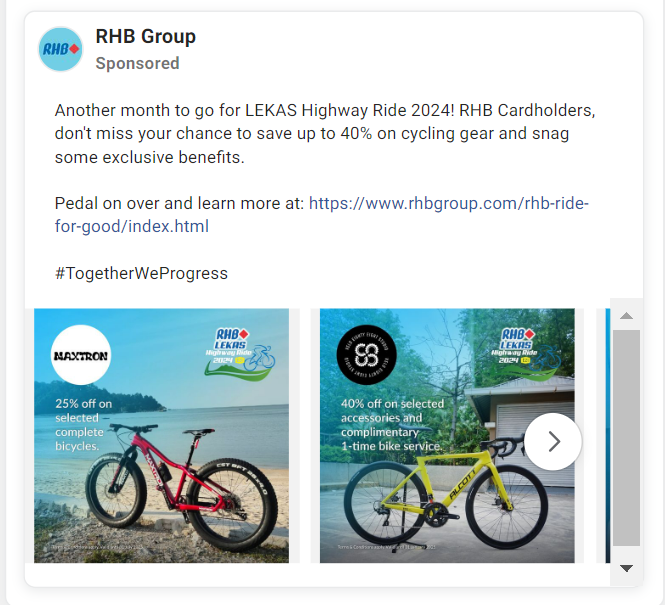 RHB
RHB Group
Sponsored
Another month to go for LEKAS Highway Ride 2024! RHB Cardholders,
don't miss your chance to save up to 40% on cycling gear and snag
some exclusive benefits.
Pedal on over and learn more at: https://www.rhbgroup.com/rhb-ride-
for-good/index.html
#TogetherWeProgress
MAXTRON
RHB
LEKAS
Highway Ride
2024
25% off on
selected
complete
bicycles.
RHB
LEKAS
Highway Ride
2024
40% off on selected
accessories and
complimentary
1-time bike service.
ALCOTT